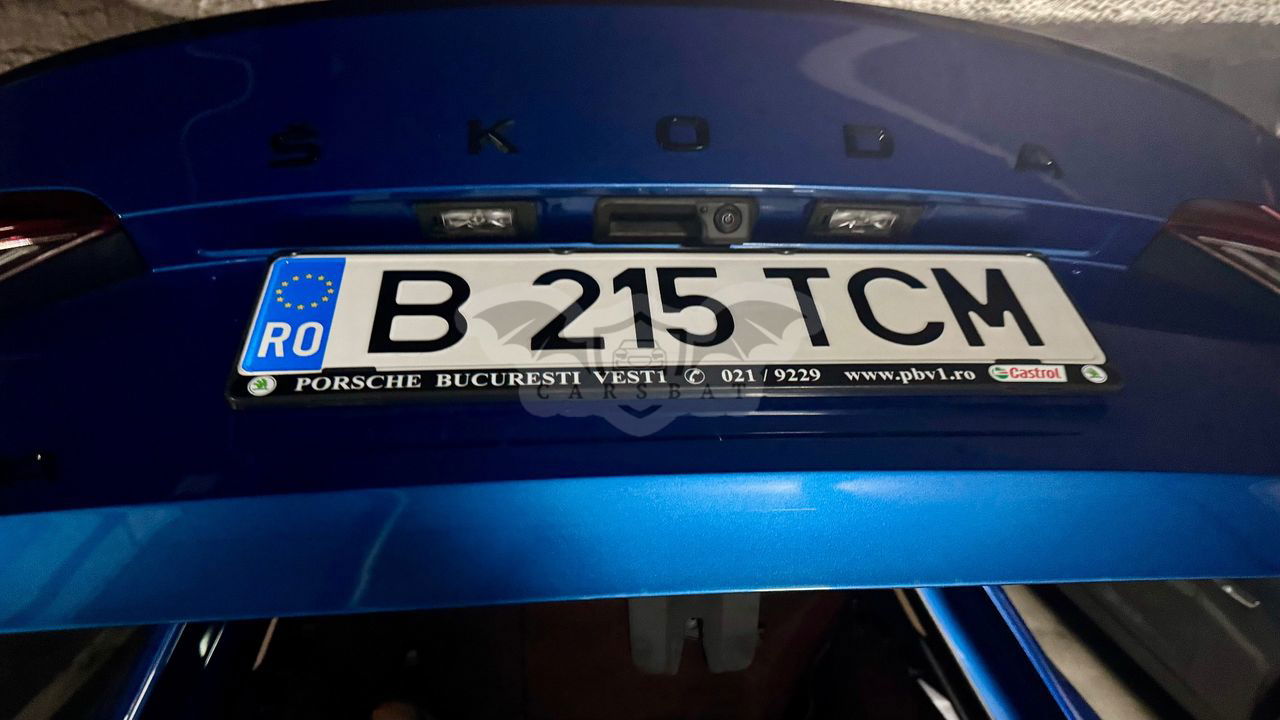 ŠKODA
RO B 215 TCM
CARSBAT
PORSCHE BUCURESTI VEST1 ✆ 021 / 9229 www.pbv1.ro Castrol